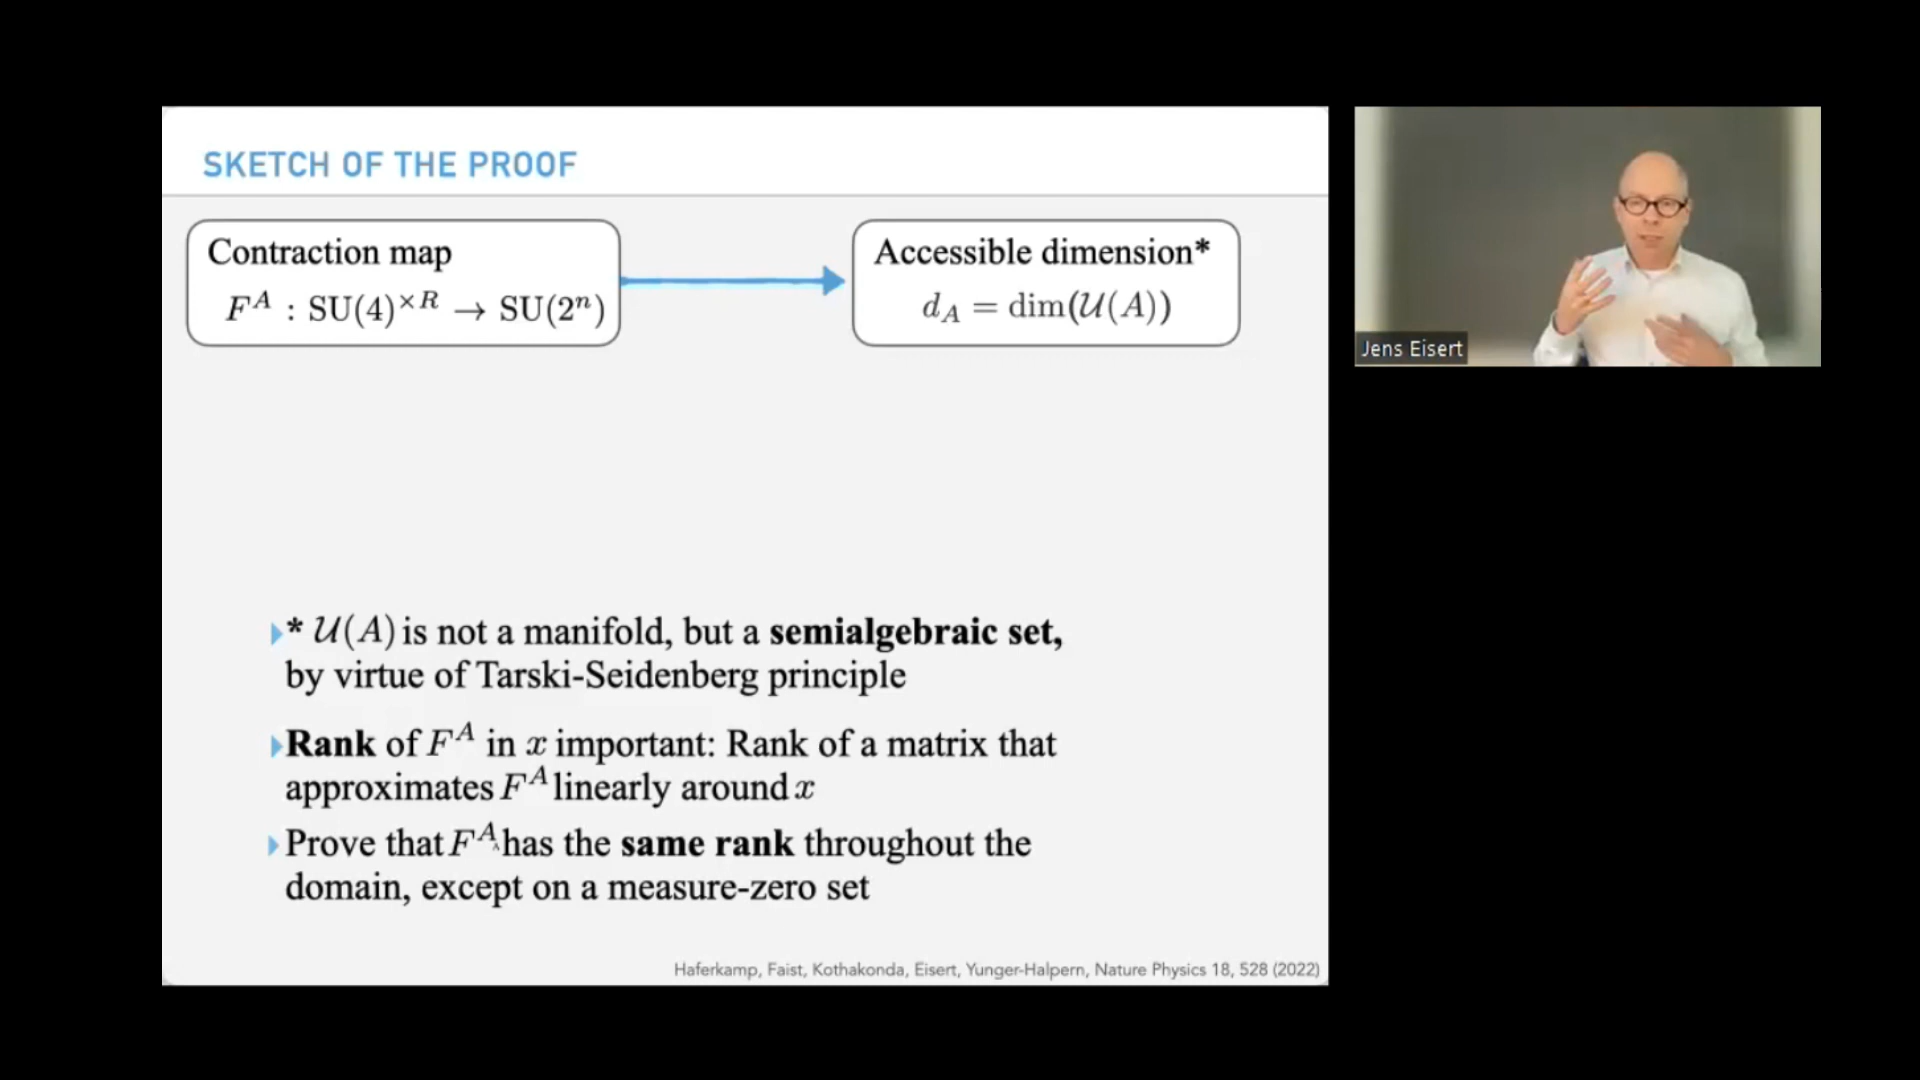 SKETCH OF THE PROOF
Contraction map
F^A : SU(4)^{×R} → SU(2^n)
Accessible dimension*
d_A = dim(𝒰(A))
* 𝒰(A) is not a manifold, but a semialgebraic set,
by virtue of Tarski-Seidenberg principle
Rank of F^A in x important: Rank of a matrix that
approximates F^A linearly around x
Prove that F^A has the same rank throughout the
domain, except on a measure-zero set
Haferkamp, Faist, Kothakonda, Eisert, Yunger-Halpern, Nature Physics 18, 528 (2022)
Jens Eisert